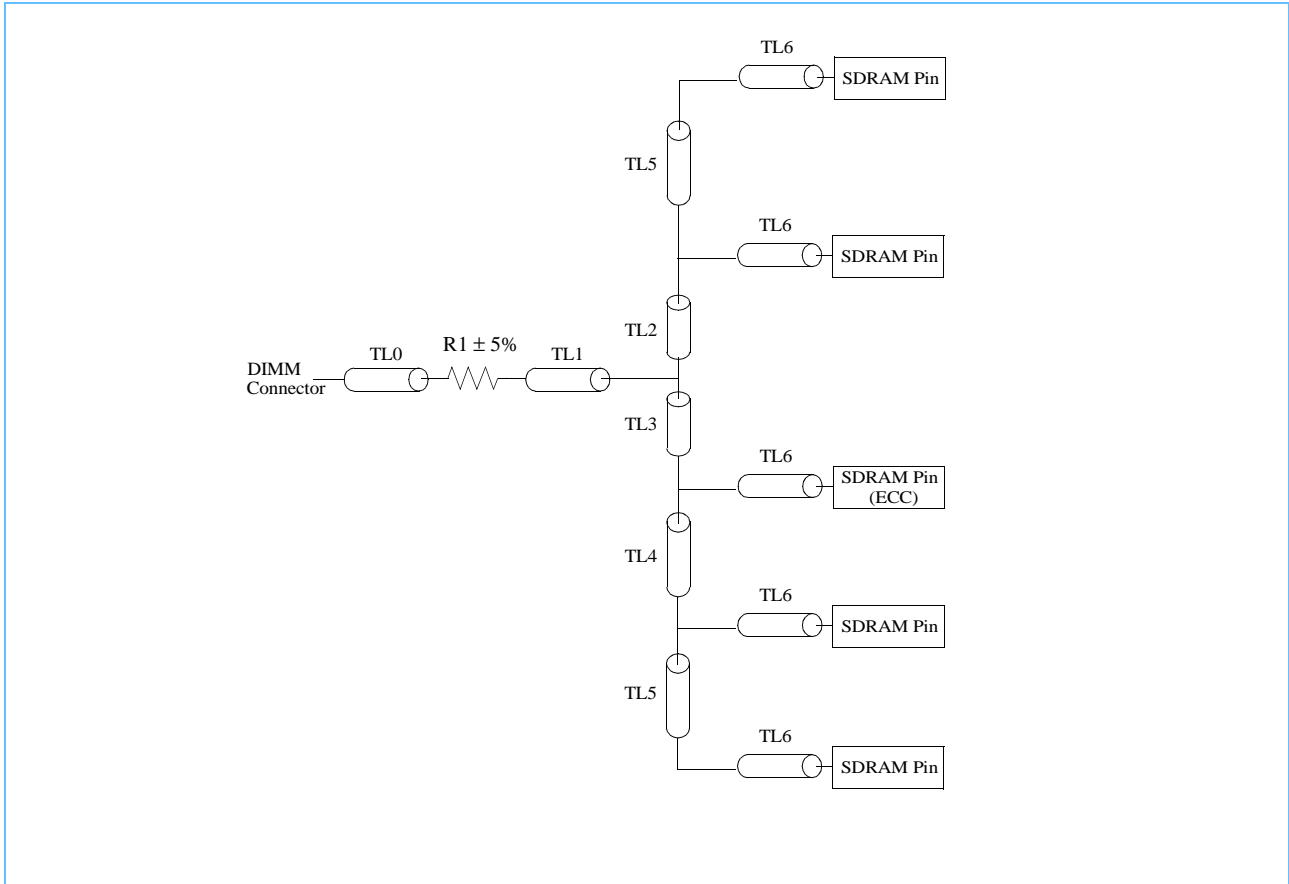 TL6
SDRAM Pin
TL5
TL6
SDRAM Pin
TL2
R1 ± 5%
TL0
TL1
DIMM
Connector
TL3
TL6
SDRAM Pin
(ECC)
TL4
TL6
SDRAM Pin
TL5
TL6
SDRAM Pin